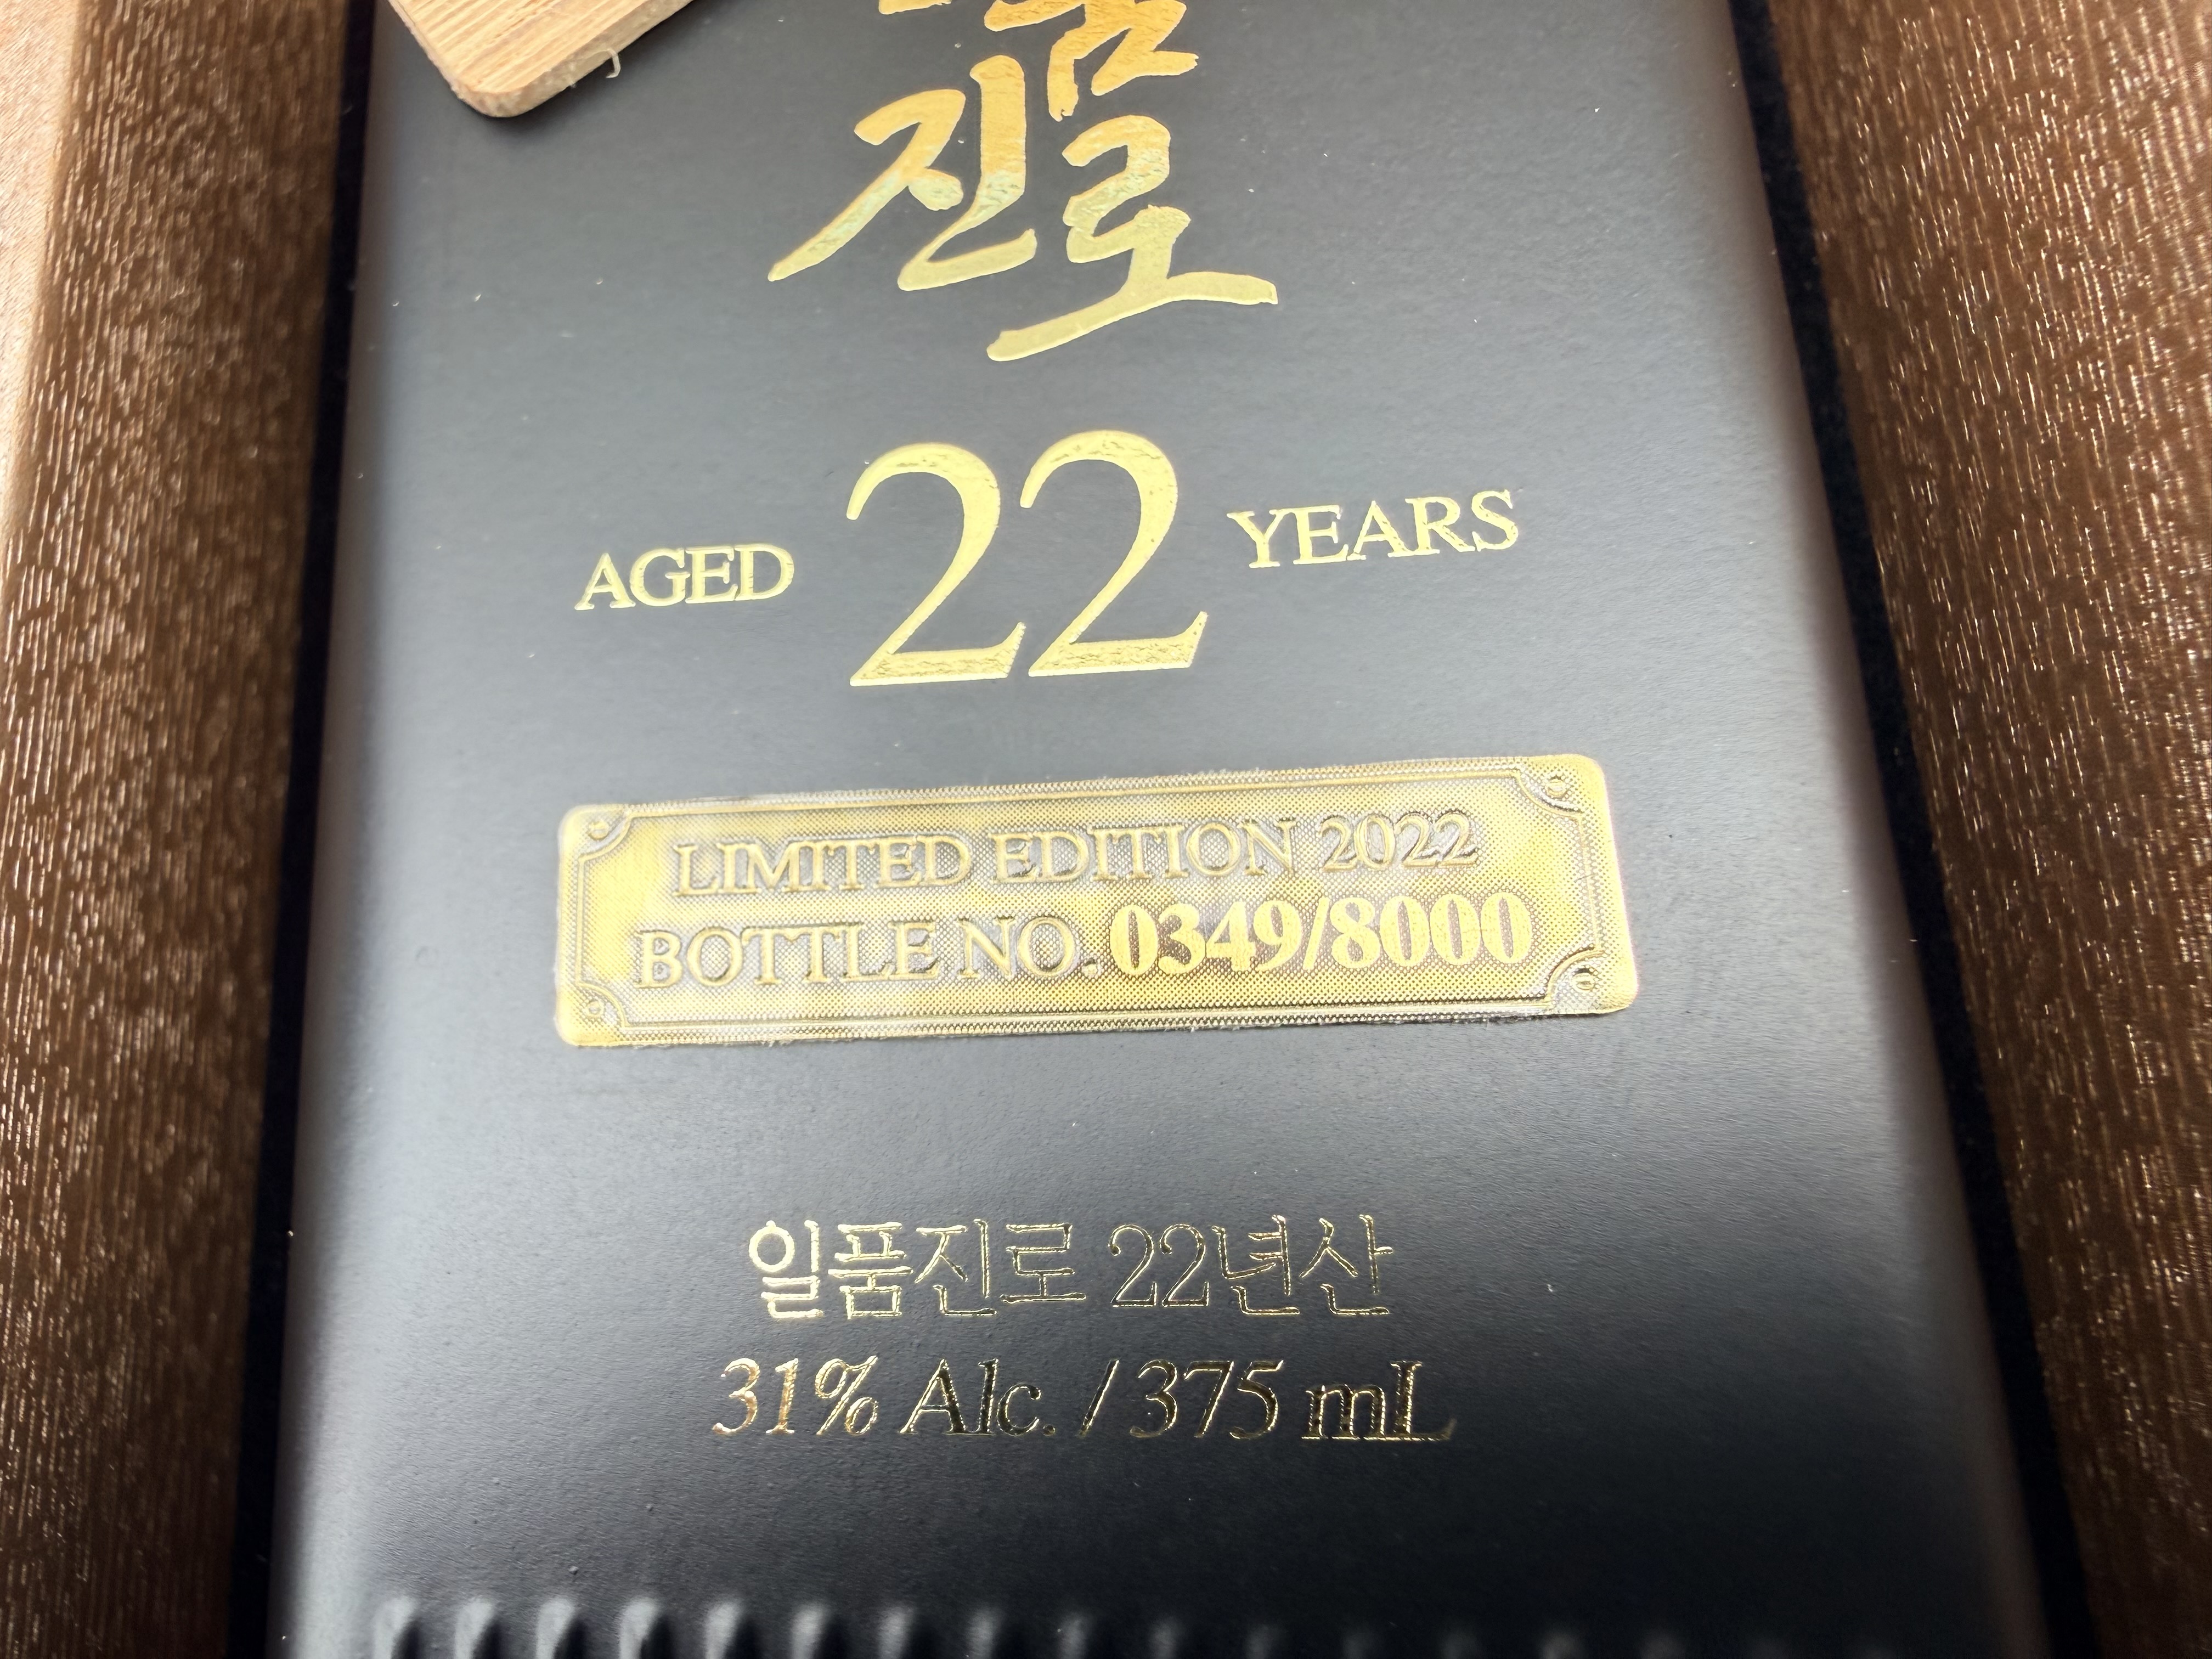 품
진로
AGED 22 YEARS
LIMITED EDITION 2022
BOTTLE NO. 0349/8000
일품진로 22년산
31% Alc. / 375 mL